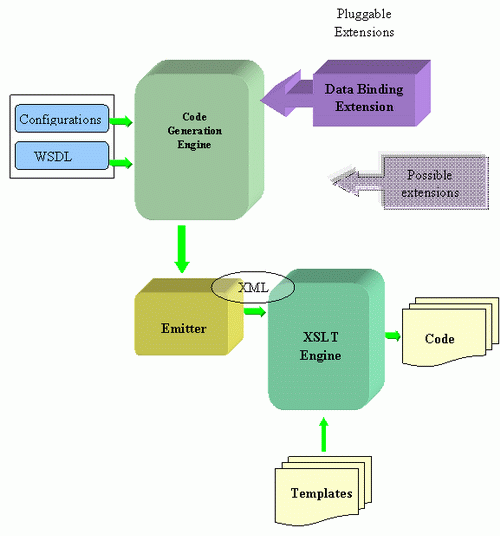 Pluggable
Extensions
Code
Generation
Engine
Data Binding
Extension
Configurations
WSDL
Possible
extensions
XML
Emitter
XSLT
Engine
Code
Templates